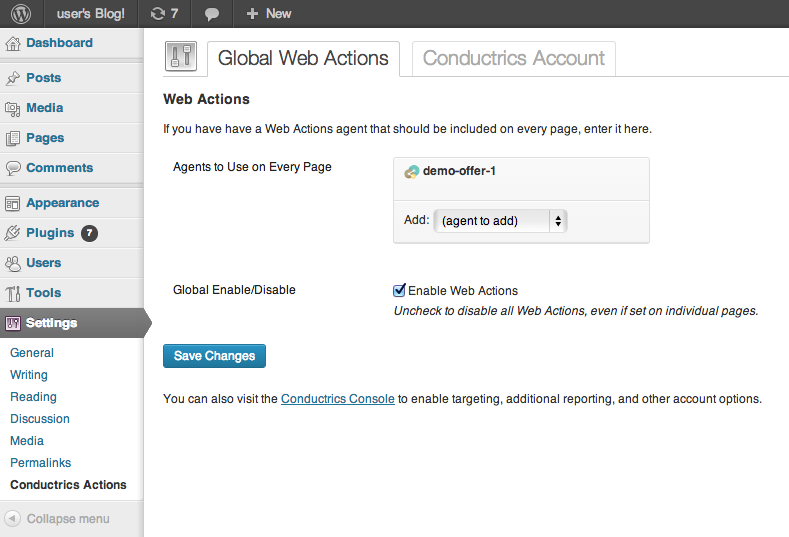 user's Blog! 7 New
Dashboard
Posts
Media
Pages
Comments
Appearance
Plugins 7
Users
Tools
Settings
General
Writing
Reading
Discussion
Media
Permalinks
Conductrics Actions
Collapse menu
Global Web Actions Conductrics Account
Web Actions
If you have have a Web Actions agent that should be included on every page, enter it here.
Agents to Use on Every Page
demo-offer-1
Add: (agent to add)
Global Enable/Disable
Enable Web Actions
Uncheck to disable all Web Actions, even if set on individual pages.
Save Changes
You can also visit the Conductrics Console to enable targeting, additional reporting, and other account options.